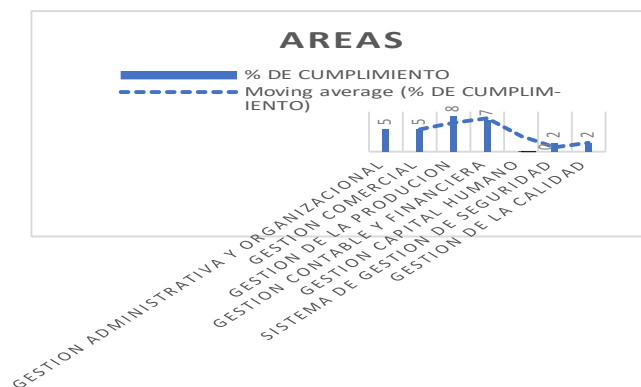 AREAS
% DE CUMPLIMIENTO
Moving average (% DE CUMPLIM-
IENTO)
5
5
8
7
0
2
2
GESTION ADMINISTRATIVA Y ORGANIZACIONAL
GESTION COMERCIAL
GESTION DE LA PRODUCION
GESTION CONTABLE Y FINANCIERA
GESTION CAPITAL HUMANO
SISTEMA DE GESTION DE SEGURIDAD
GESTION DE LA CALIDAD